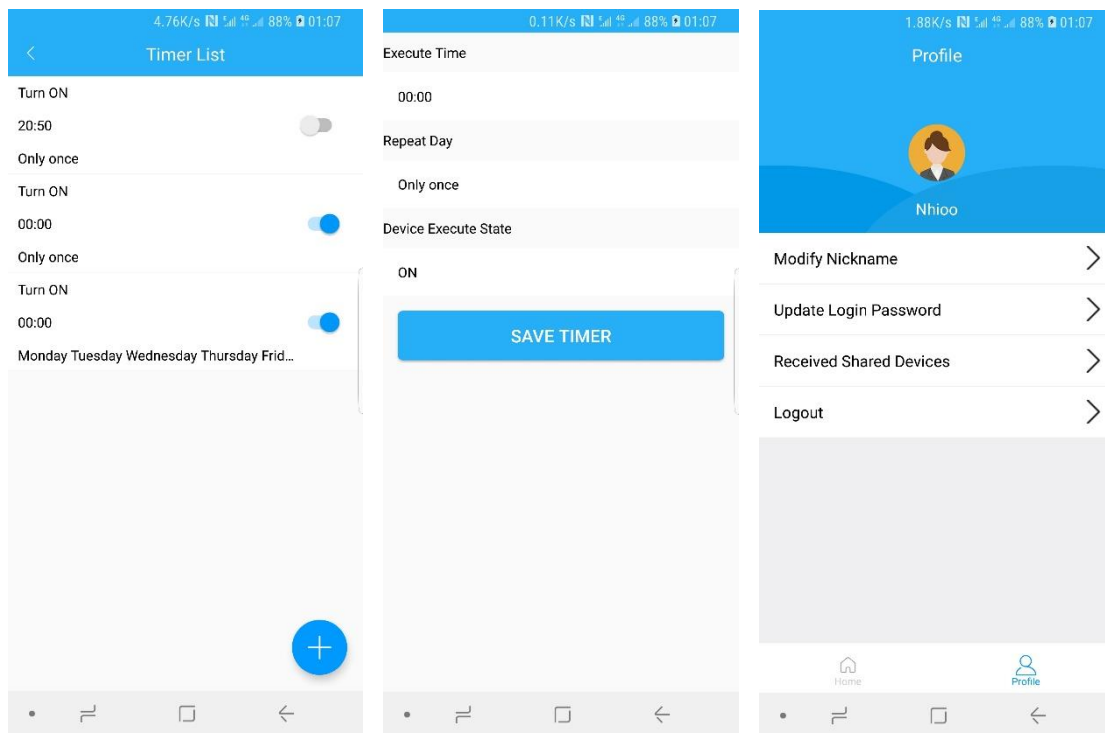 4.76K/s 4G 88% 01:07
Timer List
Turn ON
20:50
Only once
Turn ON
00:00
Only once
Turn ON
00:00
Monday Tuesday Wednesday Thursday Frid...
0.11K/s 4G 88% 01:07
Execute Time
00:00
Repeat Day
Only once
Device Execute State
ON
SAVE TIMER
1.88K/s 4G 88% 01:07
Profile
Nhioo
Modify Nickname
Update Login Password
Received Shared Devices
Logout
Home
Profile